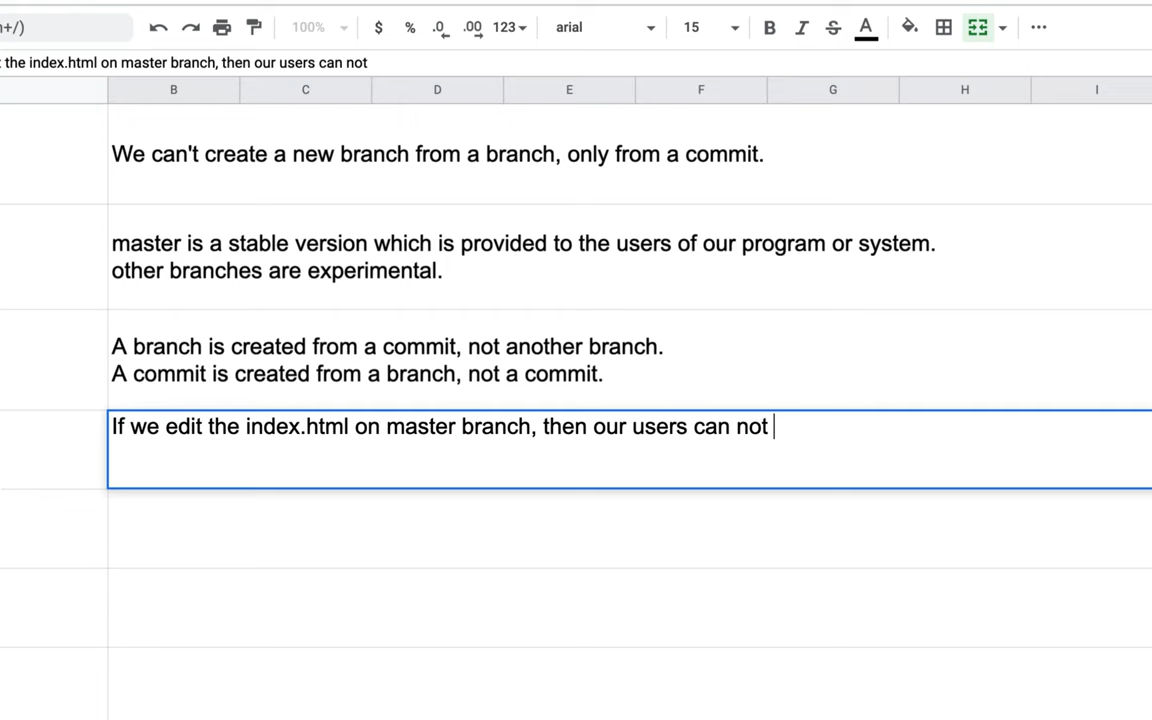 n+/)
100%
$ % .0 .00 123 arial 15 B I S A
the index.html on master branch, then our users can not
B C D E F G H I
We can't create a new branch from a branch, only from a commit.
master is a stable version which is provided to the users of our program or system.
other branches are experimental.
A branch is created from a commit, not another branch.
A commit is created from a branch, not a commit.
If we edit the index.html on master branch, then our users can not